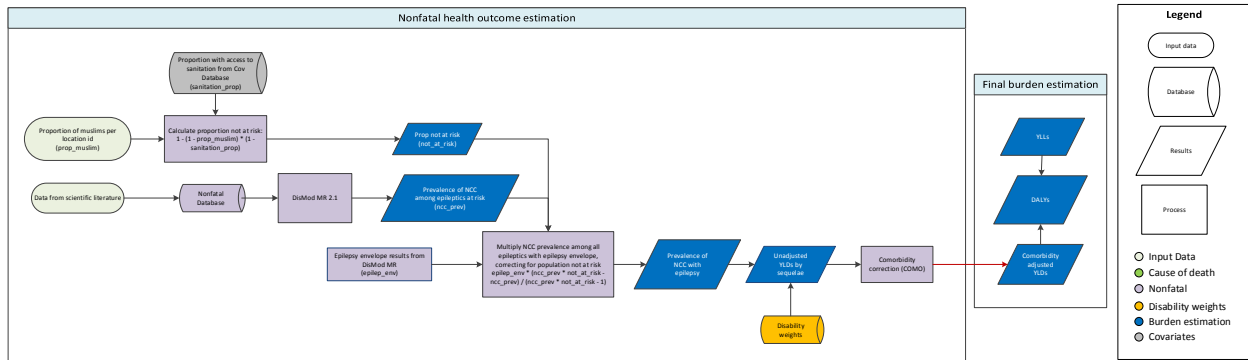 Nonfatal health outcome estimation
Proportion with access to
sanitation from Cov
Database
(sanitation_prop)
Proportion of muslims per
location id
(prop_muslim)
Calculate proportion not at risk:
1 - (1 - prop_muslim) * (1 -
sanitation_prop)
Prop not at risk
(not_at_risk)
Data from scientific literature
Nonfatal
Database
DisMod MR 2.1
Prevalence of NCC
among epileptics at risk
(ncc_prev)
Epilepsy envelope results from
DisMod MR
(epilep_env)
Multiply NCC prevalence among all
epileptics with epilepsy envelope,
correcting for population not at risk
epilep_env * (ncc_prev * not_at_risk -
ncc_prev) / (ncc_prev * not_at_risk - 1)
Prevalence of
NCC with
epilepsy
Unadjusted
YLDs by
sequelae
Disability
weights
Comorbidity
correction (COMO)
Final burden estimation
YLLs
DALYs
Comorbidity
adjusted YLDs
Legend
Input data
Database
Results
Process
Input Data
Cause of death
Nonfatal
Disability weights
Burden estimation
Covariates